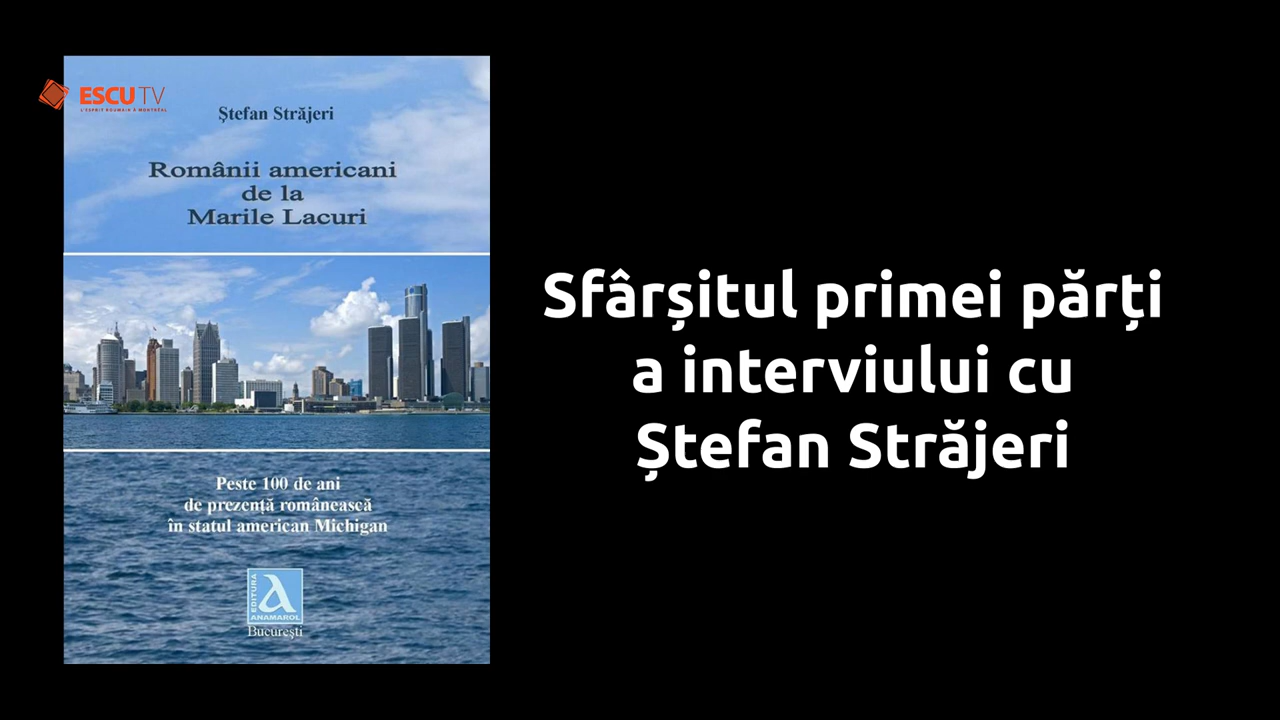 ESCU TV
L'ESPRIT ROUMAIN À MONTRÉAL
Ștefan Străjeri
Românii americani
de la
Marile Lacuri
Peste 100 de ani
de prezență românească
în statul american Michigan
EDITURA
ANAMAROL
București
Sfârșitul primei părți
a interviului cu
Ștefan Străjeri